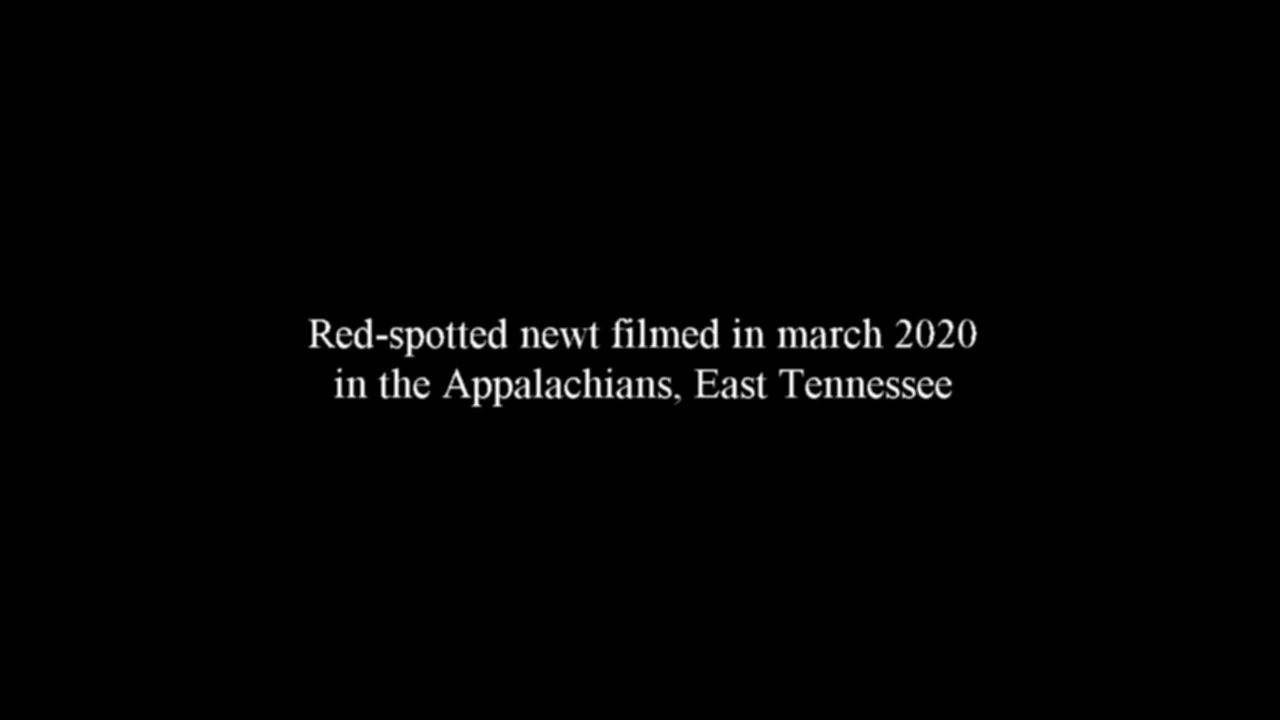 Red-spotted newt filmed in march 2020
in the Appalachians, East Tennessee